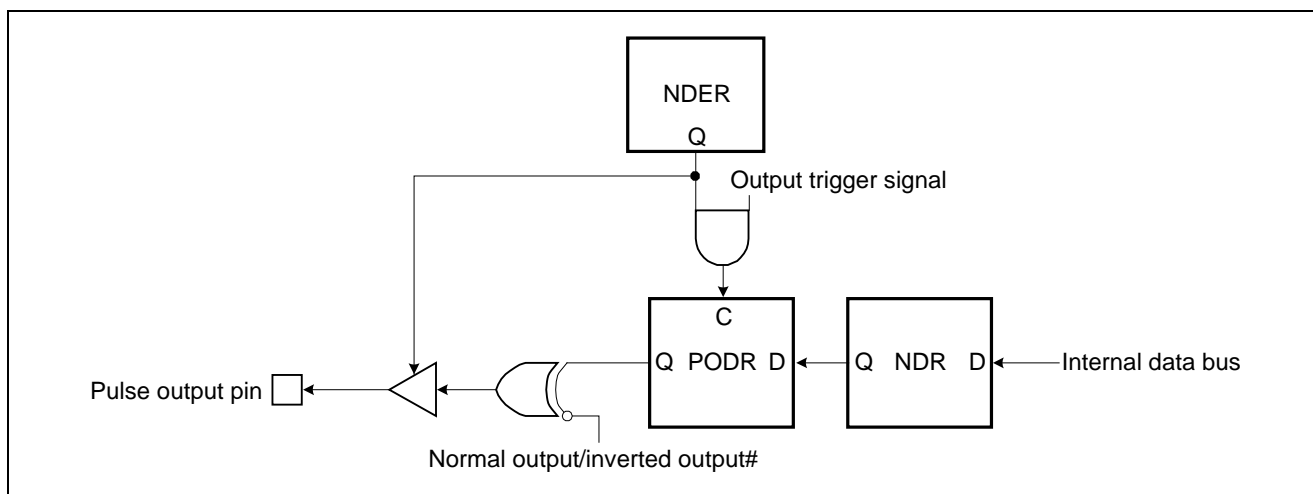 NDER
Q
Output trigger signal
C
Q PODR D
Q NDR D
Internal data bus
Pulse output pin
Normal output/inverted output#